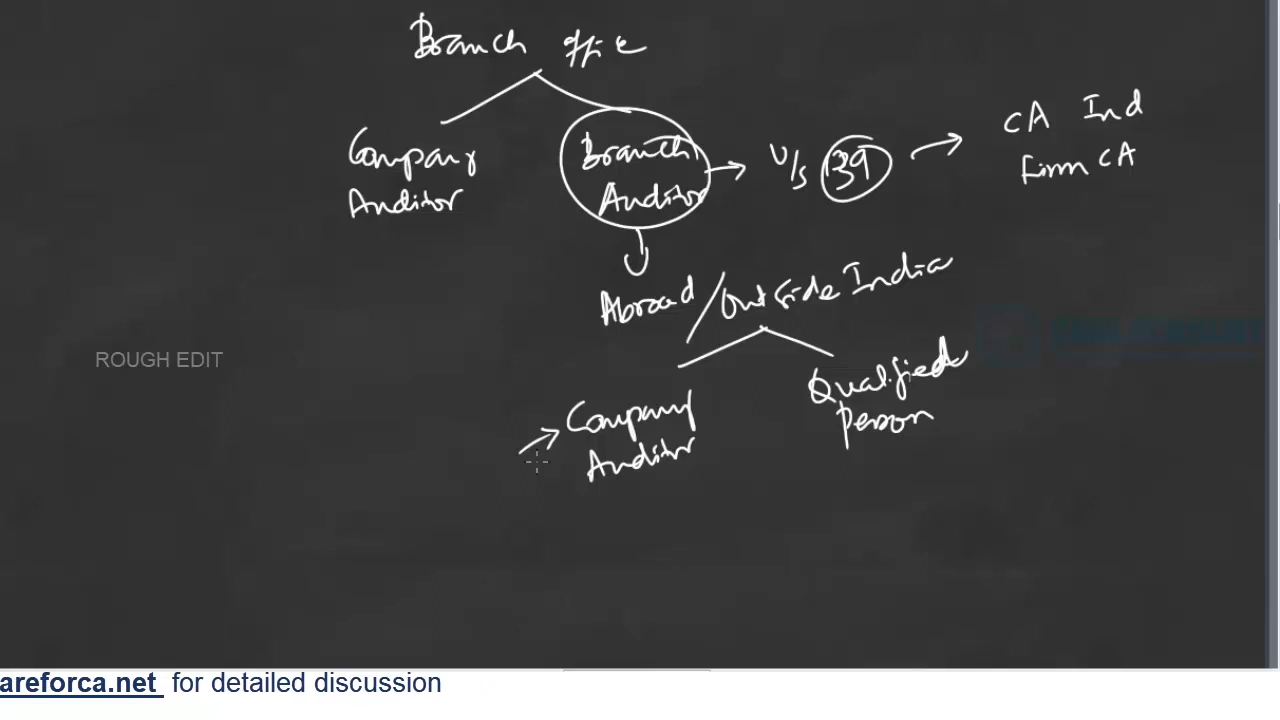 Branch office
Company
Auditor
Branch
Auditor
U/S 139
CA Ind
Firm CA
Abroad / Outside India
ROUGH EDIT
Company
Auditor
Qualified
person
areforca.net for detailed discussion